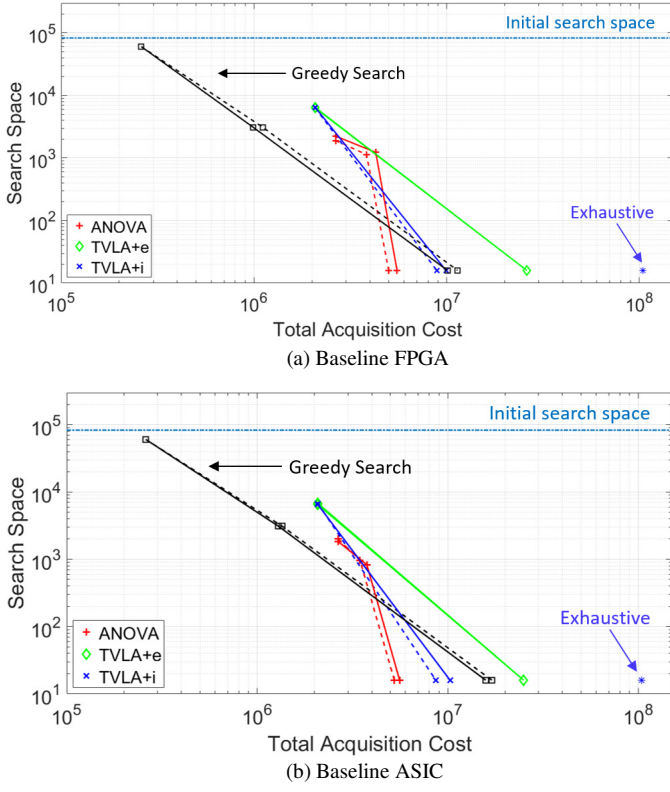 Initial search space
10^5
Greedy Search
10^4
Search Space
10^3
10^2
Exhaustive
ANOVA
TVLA+e
TVLA+i
10^1
10^5 10^6 10^7 10^8
Total Acquisition Cost
(a) Baseline FPGA
Initial search space
10^5
Greedy Search
10^4
Search Space
10^3
10^2
Exhaustive
ANOVA
TVLA+e
TVLA+i
10^1
10^5 10^6 10^7 10^8
Total Acquisition Cost
(b) Baseline ASIC